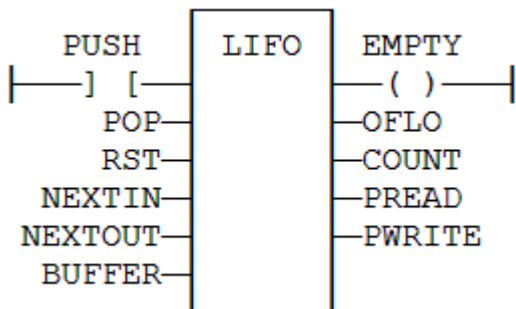 PUSH LIFO EMPTY
] [ ( )
POP OFLO
RST COUNT
NEXTIN PREAD
NEXTOUT PWRITE
BUFFER